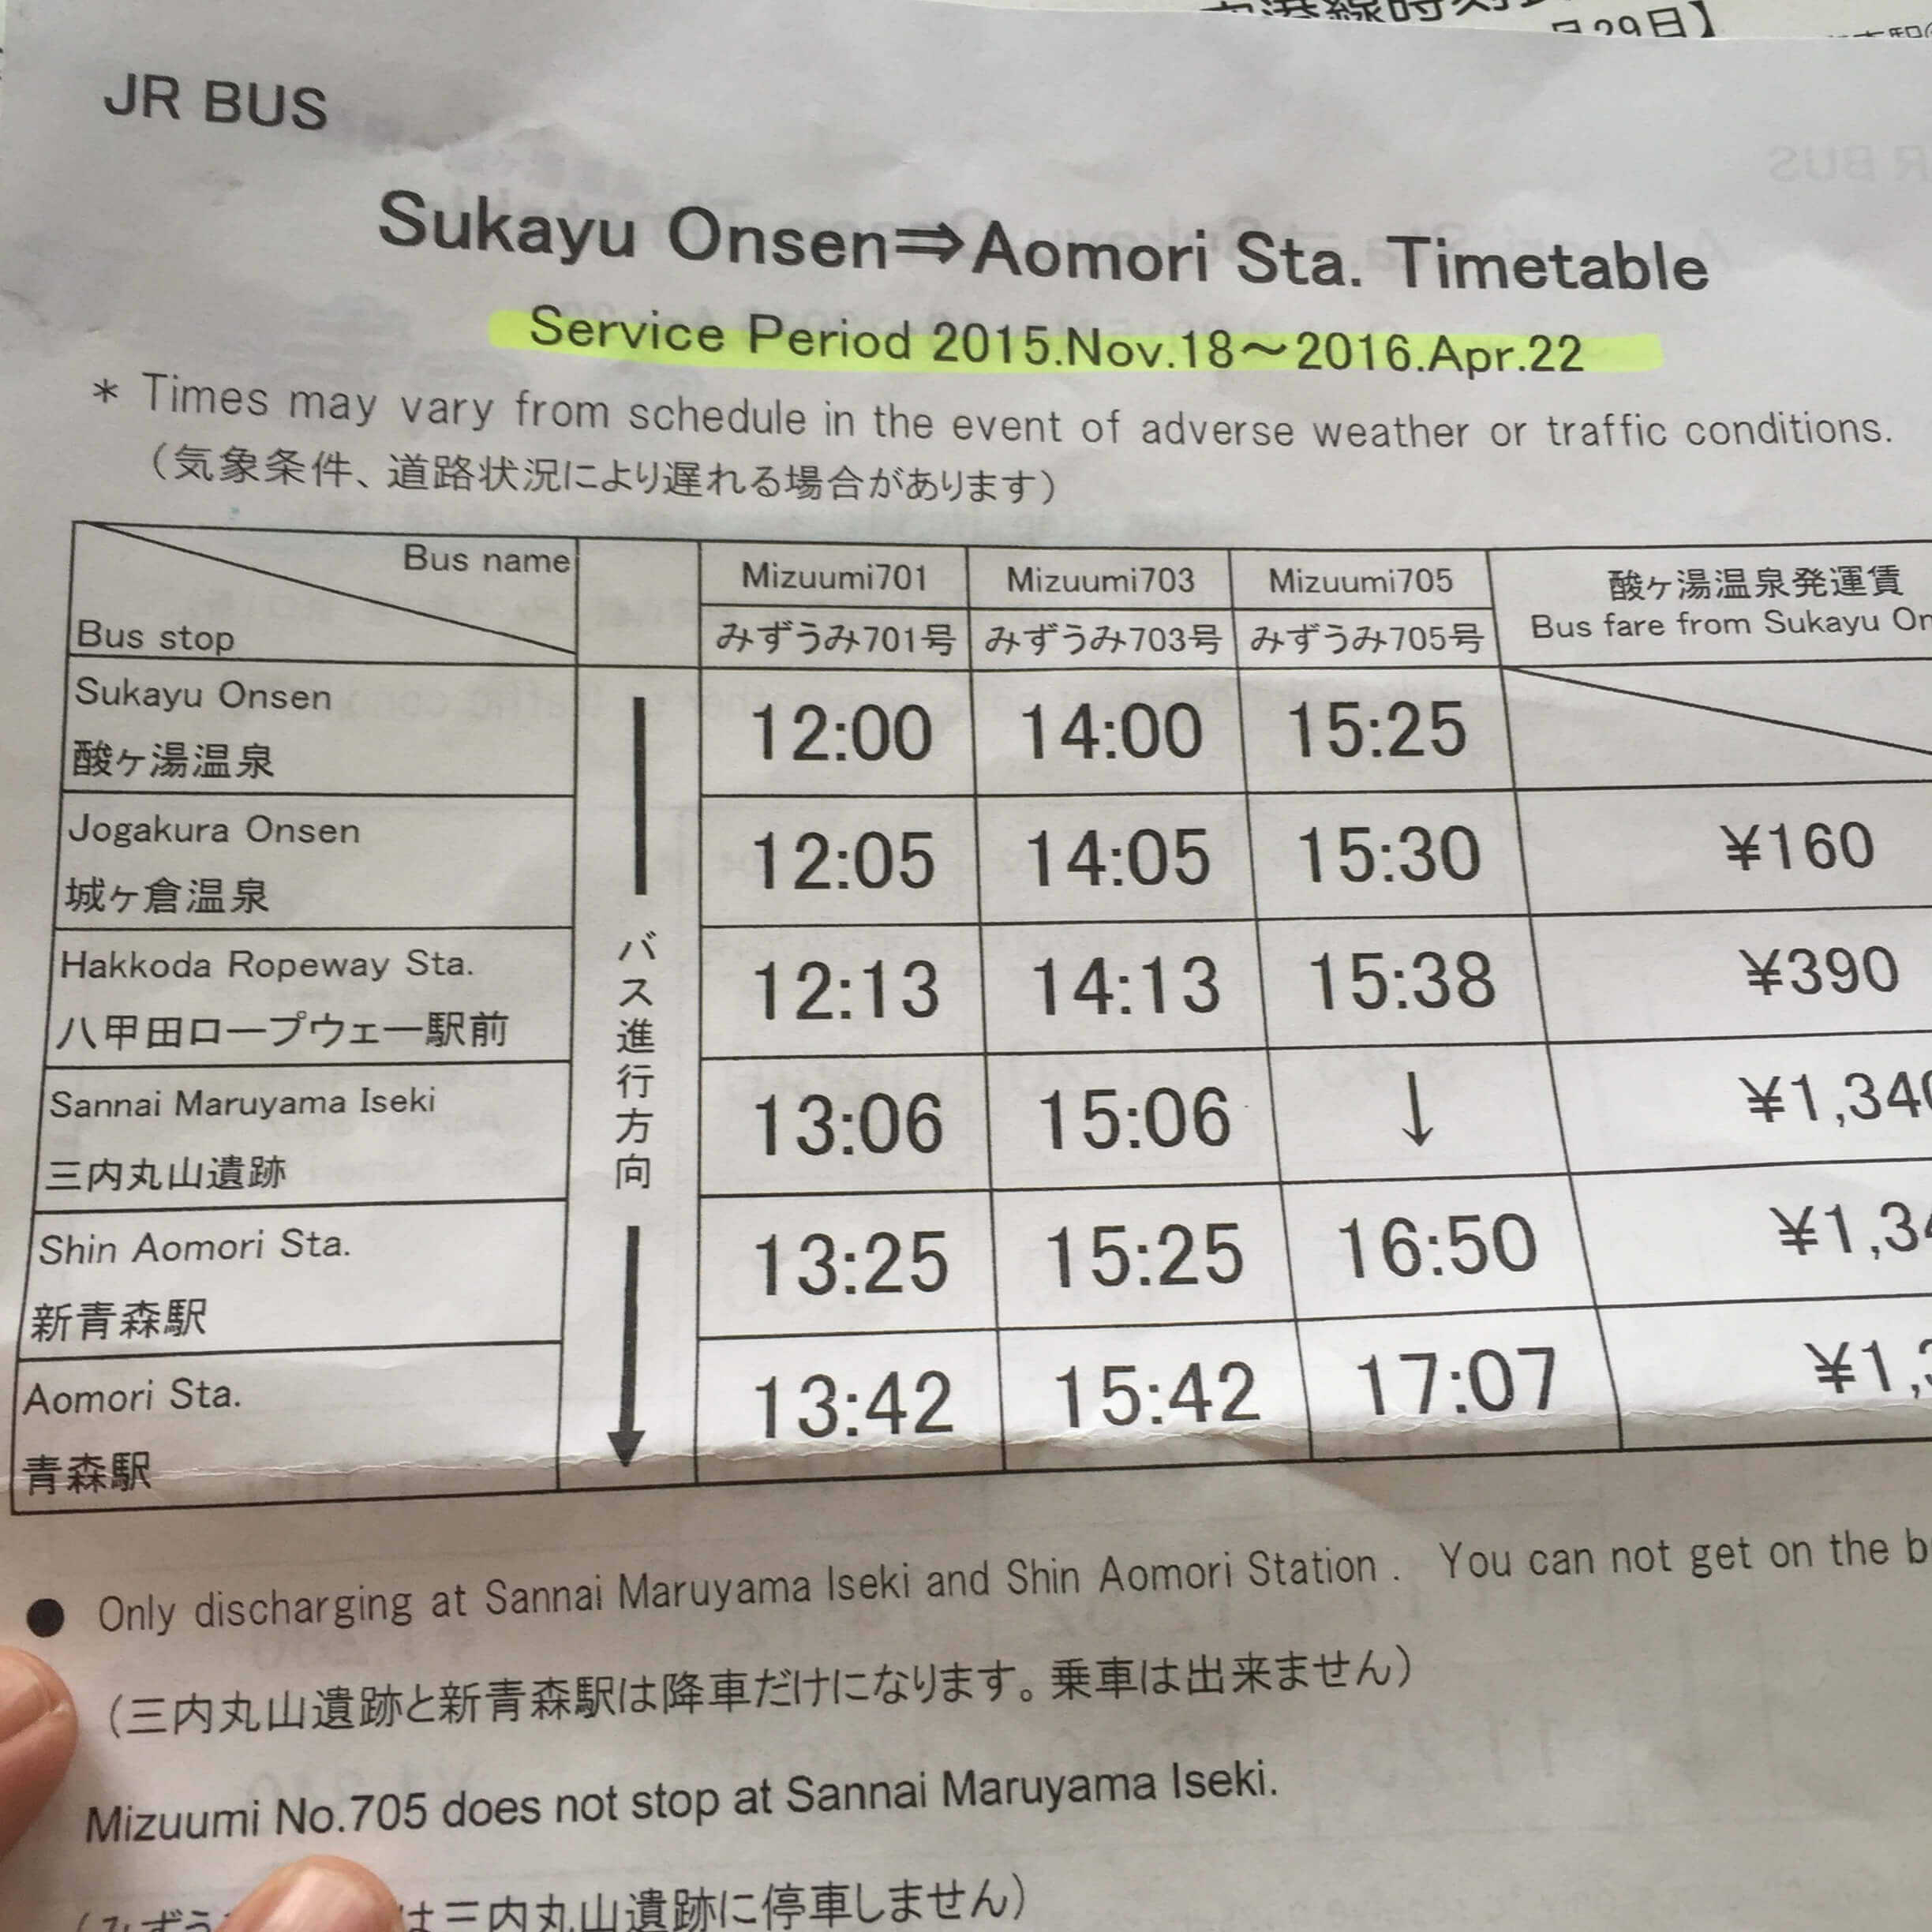 29日】
JR BUS
Sukayu Onsen⇒Aomori Sta. Timetable
Service Period 2015.Nov.18～2016.Apr.22
* Times may vary from schedule in the event of adverse weather or traffic conditions.
（気象条件、道路状況により遅れる場合があります）
Bus name
Bus stop
Mizuumi701 Mizuumi703 Mizuumi705 酸ヶ湯温泉発運賃
みずうみ701号 みずうみ703号 みずうみ705号 Bus fare from Sukayu On
Sukayu Onsen
酸ヶ湯温泉
12:00 14:00 15:25
Jogakura Onsen
城ヶ倉温泉
12:05 14:05 15:30 ¥160
Hakkoda Ropeway Sta.
八甲田ロープウェー駅前
12:13 14:13 15:38 ¥390
バス進行方向
Sannai Maruyama Iseki
三内丸山遺跡
13:06 15:06 ↓ ¥1,340
Shin Aomori Sta.
新青森駅
13:25 15:25 16:50 ¥1,34
Aomori Sta.
青森駅
13:42 15:42 17:07 ¥1,3
● Only discharging at Sannai Maruyama Iseki and Shin Aomori Station. You can not get on the b
（三内丸山遺跡と新青森駅は降車だけになります。乗車は出来ません）
Mizuumi No.705 does not stop at Sannai Maruyama Iseki.
（みずう は三内丸山遺跡に停車しません）